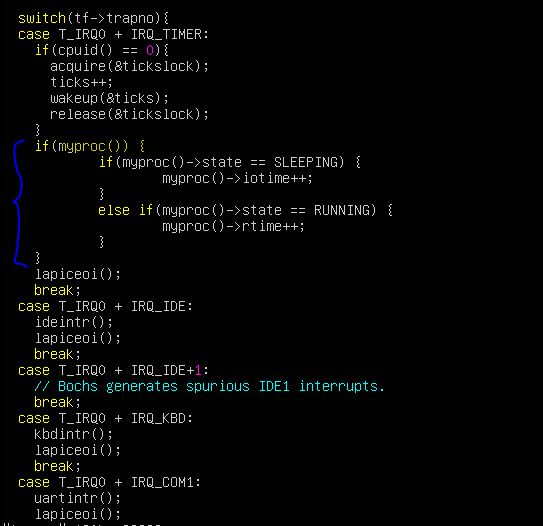 switch(tf->trapno){
case T_IRQ0 + IRQ_TIMER:
if(cpuid() == 0){
acquire(&tickslock);
ticks++;
wakeup(&ticks);
release(&tickslock);
}
if(myproc()) {
if(myproc()->state == SLEEPING) {
myproc()->iotime++;
}
else if(myproc()->state == RUNNING) {
myproc()->rtime++;
}
}
lapiceoi();
break;
case T_IRQ0 + IRQ_IDE:
ideintr();
lapiceoi();
break;
case T_IRQ0 + IRQ_IDE+1:
// Bochs generates spurious IDE1 interrupts.
break;
case T_IRQ0 + IRQ_KBD:
kbdintr();
lapiceoi();
break;
case T_IRQ0 + IRQ_COM1:
uartintr();
lapiceoi();